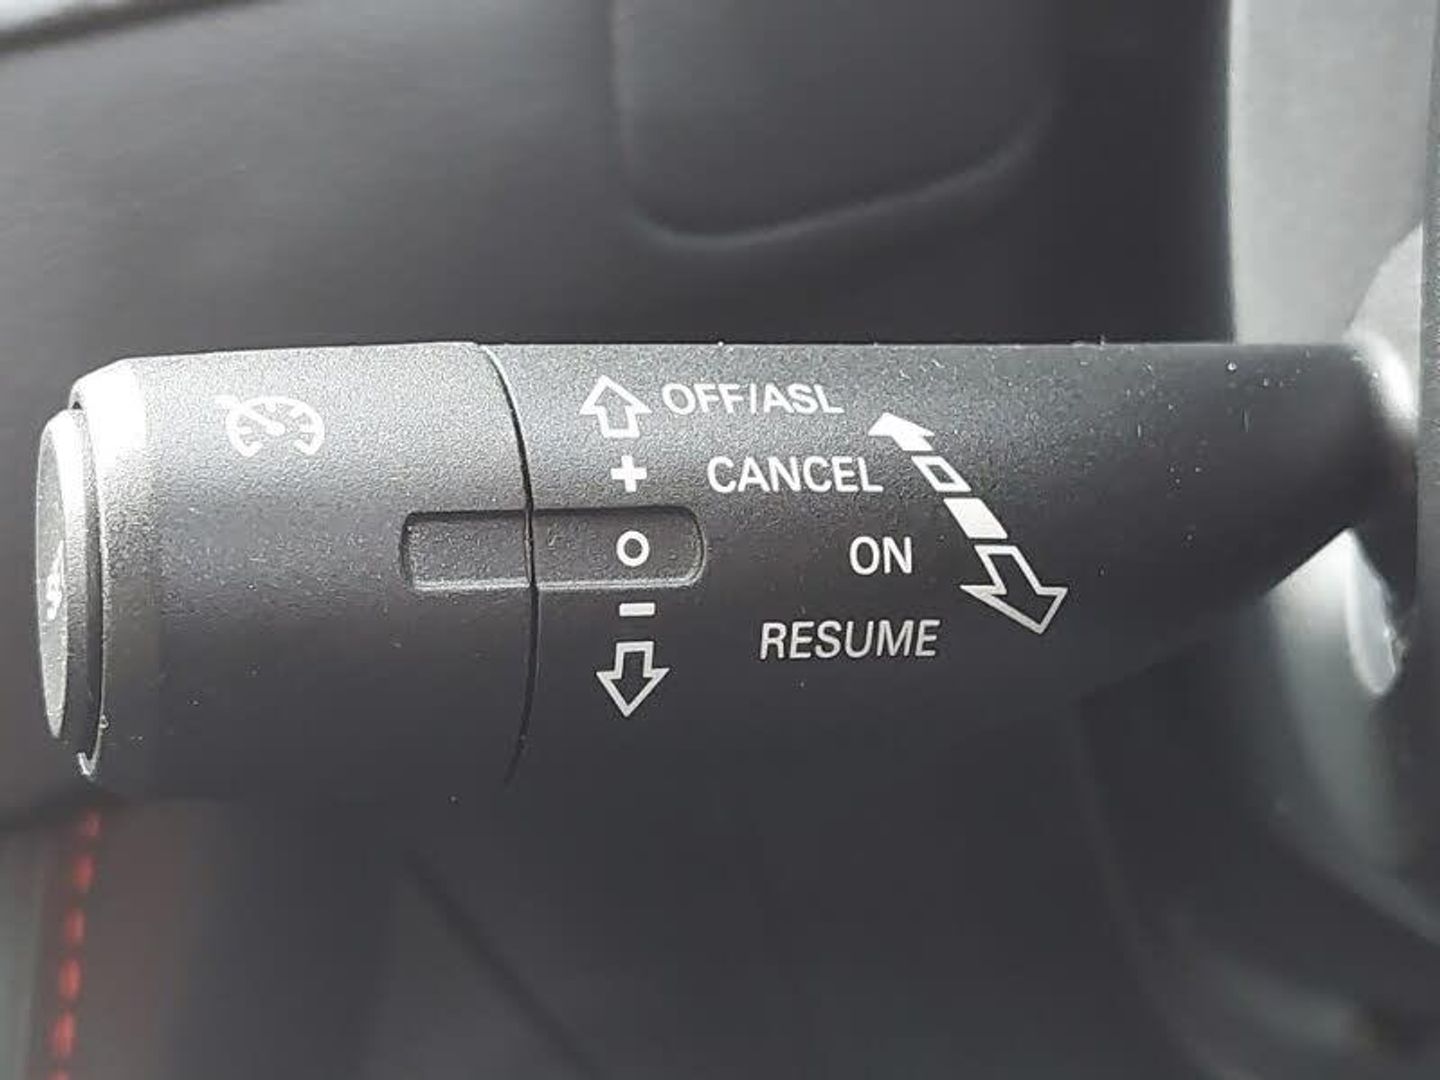 OFF/ASL
+ CANCEL
O ON
- RESUME